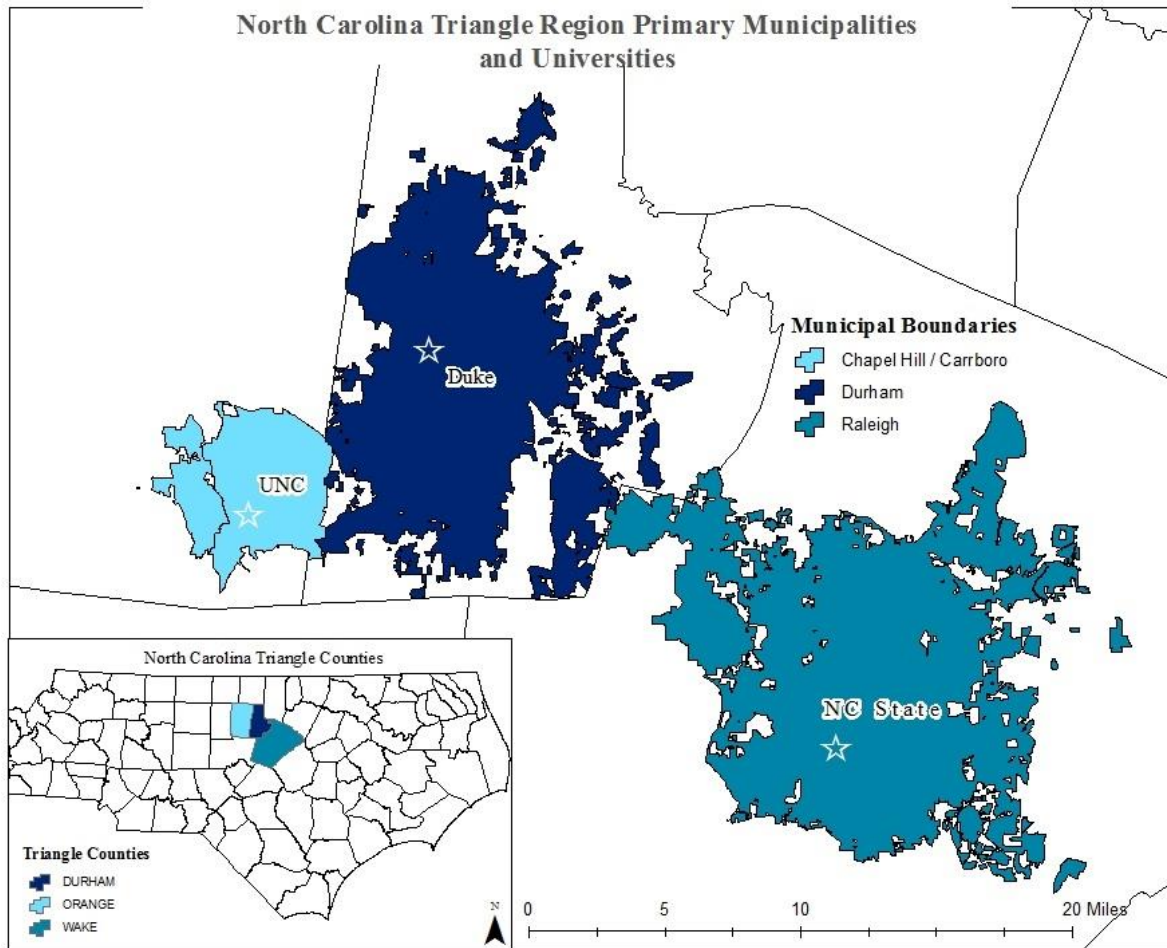 North Carolina Triangle Region Primary Municipalities
and Universities
Municipal Boundaries
Chapel Hill / Carrboro
Durham
Raleigh
Duke
UNC
NC State
North Carolina Triangle Counties
Triangle Counties
DURHAM
ORANGE
WAKE
N
0 5 10 20 Miles